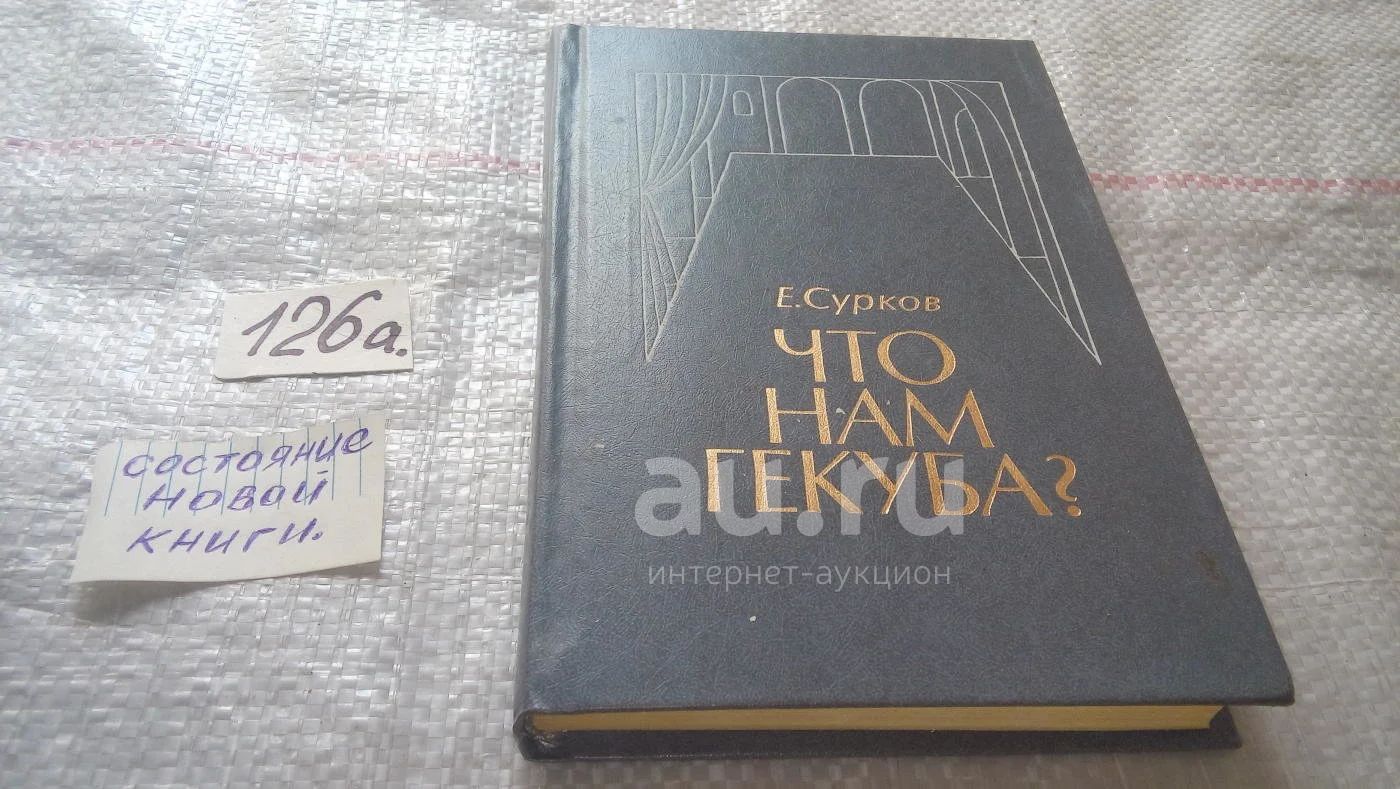 126а.
состояние
новой
книги.
Е. Сурков
ЧТО
НАМ
ГЕКУБА?
au.ru
интернет-аукцион